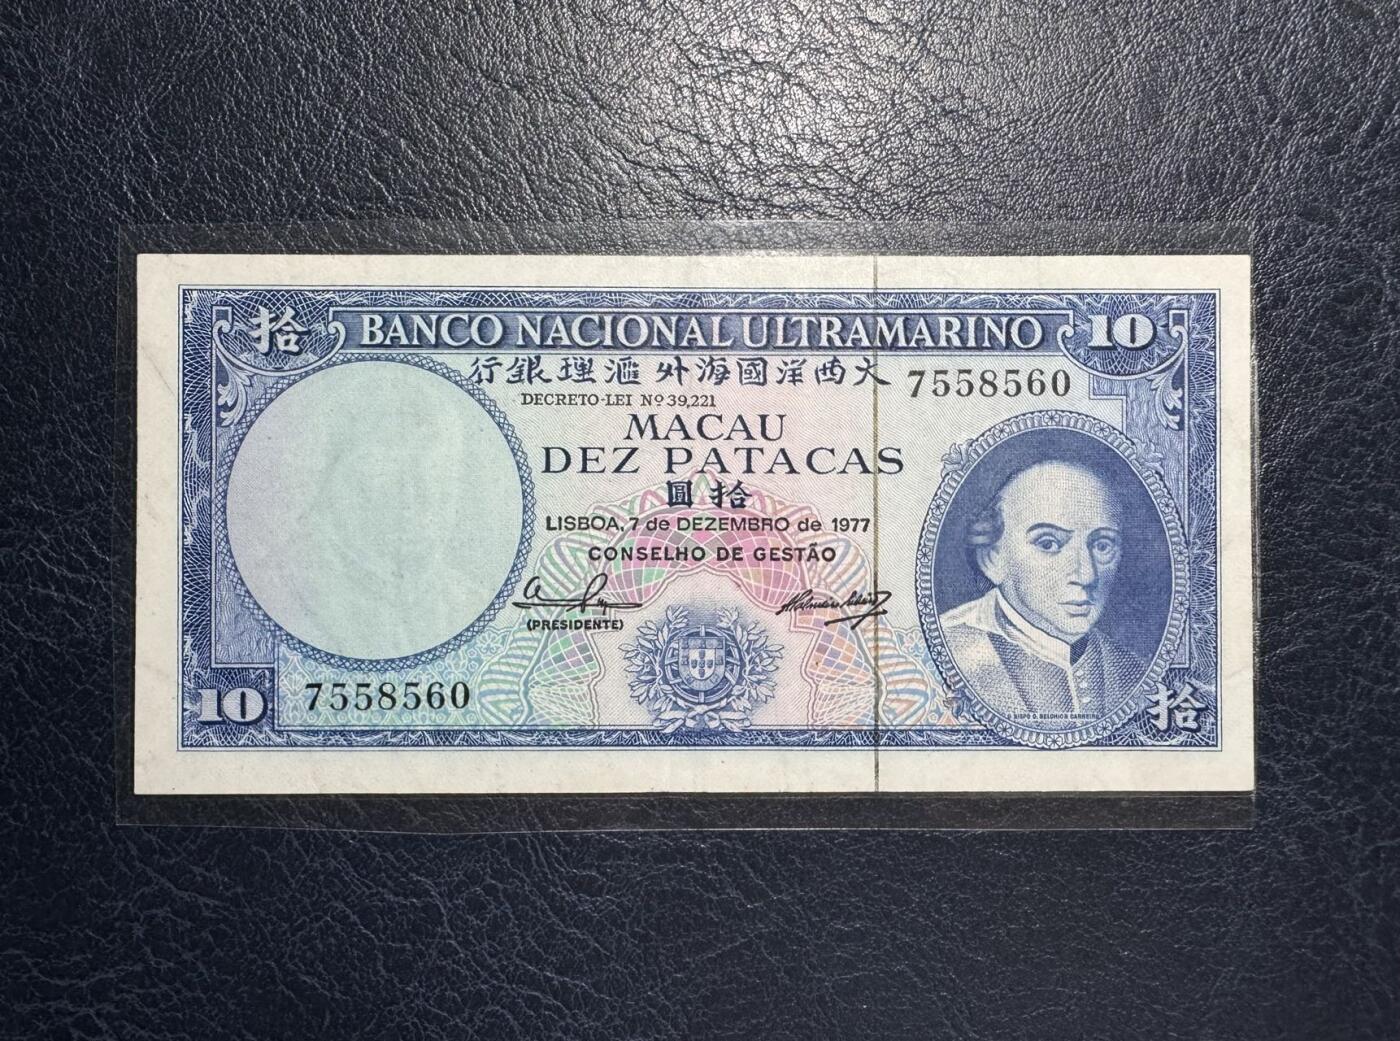 拾 BANCO NACIONAL ULTRAMARINO 10
行銀理滙外海國洋西大 7558560
DECRETO-LEI Nº 39,221
MACAU
DEZ PATACAS
圓拾
LISBOA, 7 de DEZEMBRO de 1977
CONSELHO DE GESTÃO
(PRESIDENTE)
10 7558560
D. BELCHIOR CARNEIRO
拾